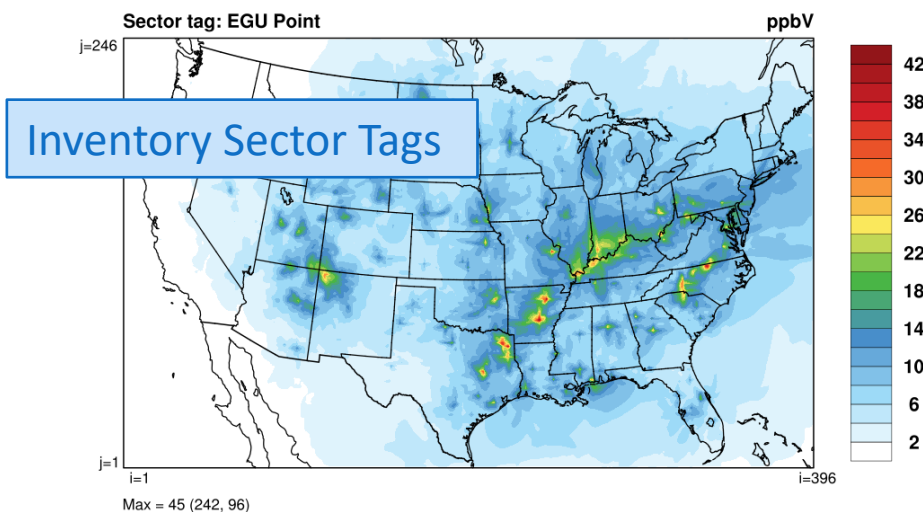 Sector tag: EGU Point
ppbV
j=246
Inventory Sector Tags
42
38
34
30
26
22
18
14
10
6
2
j=1
i=1
i=396
Max = 45 (242, 96)